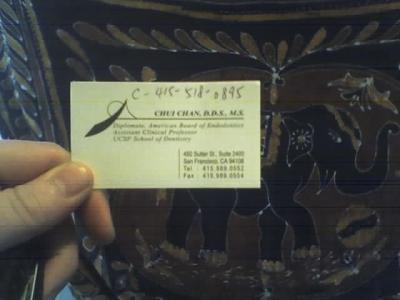 C - 415-518-0895
CHUI CHAN, D.D.S., M.S.
Diplomate, American Board of Endodontics
Assistant Clinical Professor
UCSF School of Dentistry
450 Sutter St., Suite 2400
San Francisco, CA 94108
Tel : 415.989.0552
Fax : 415.989.0554